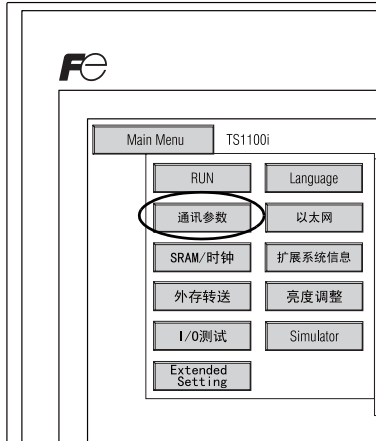 Fe
Main Menu TS1100i
RUN
Language
通讯参数
以太网
SRAM/时钟
扩展系统信息
外存转送
亮度调整
I/O测试
Simulator
Extended
Setting